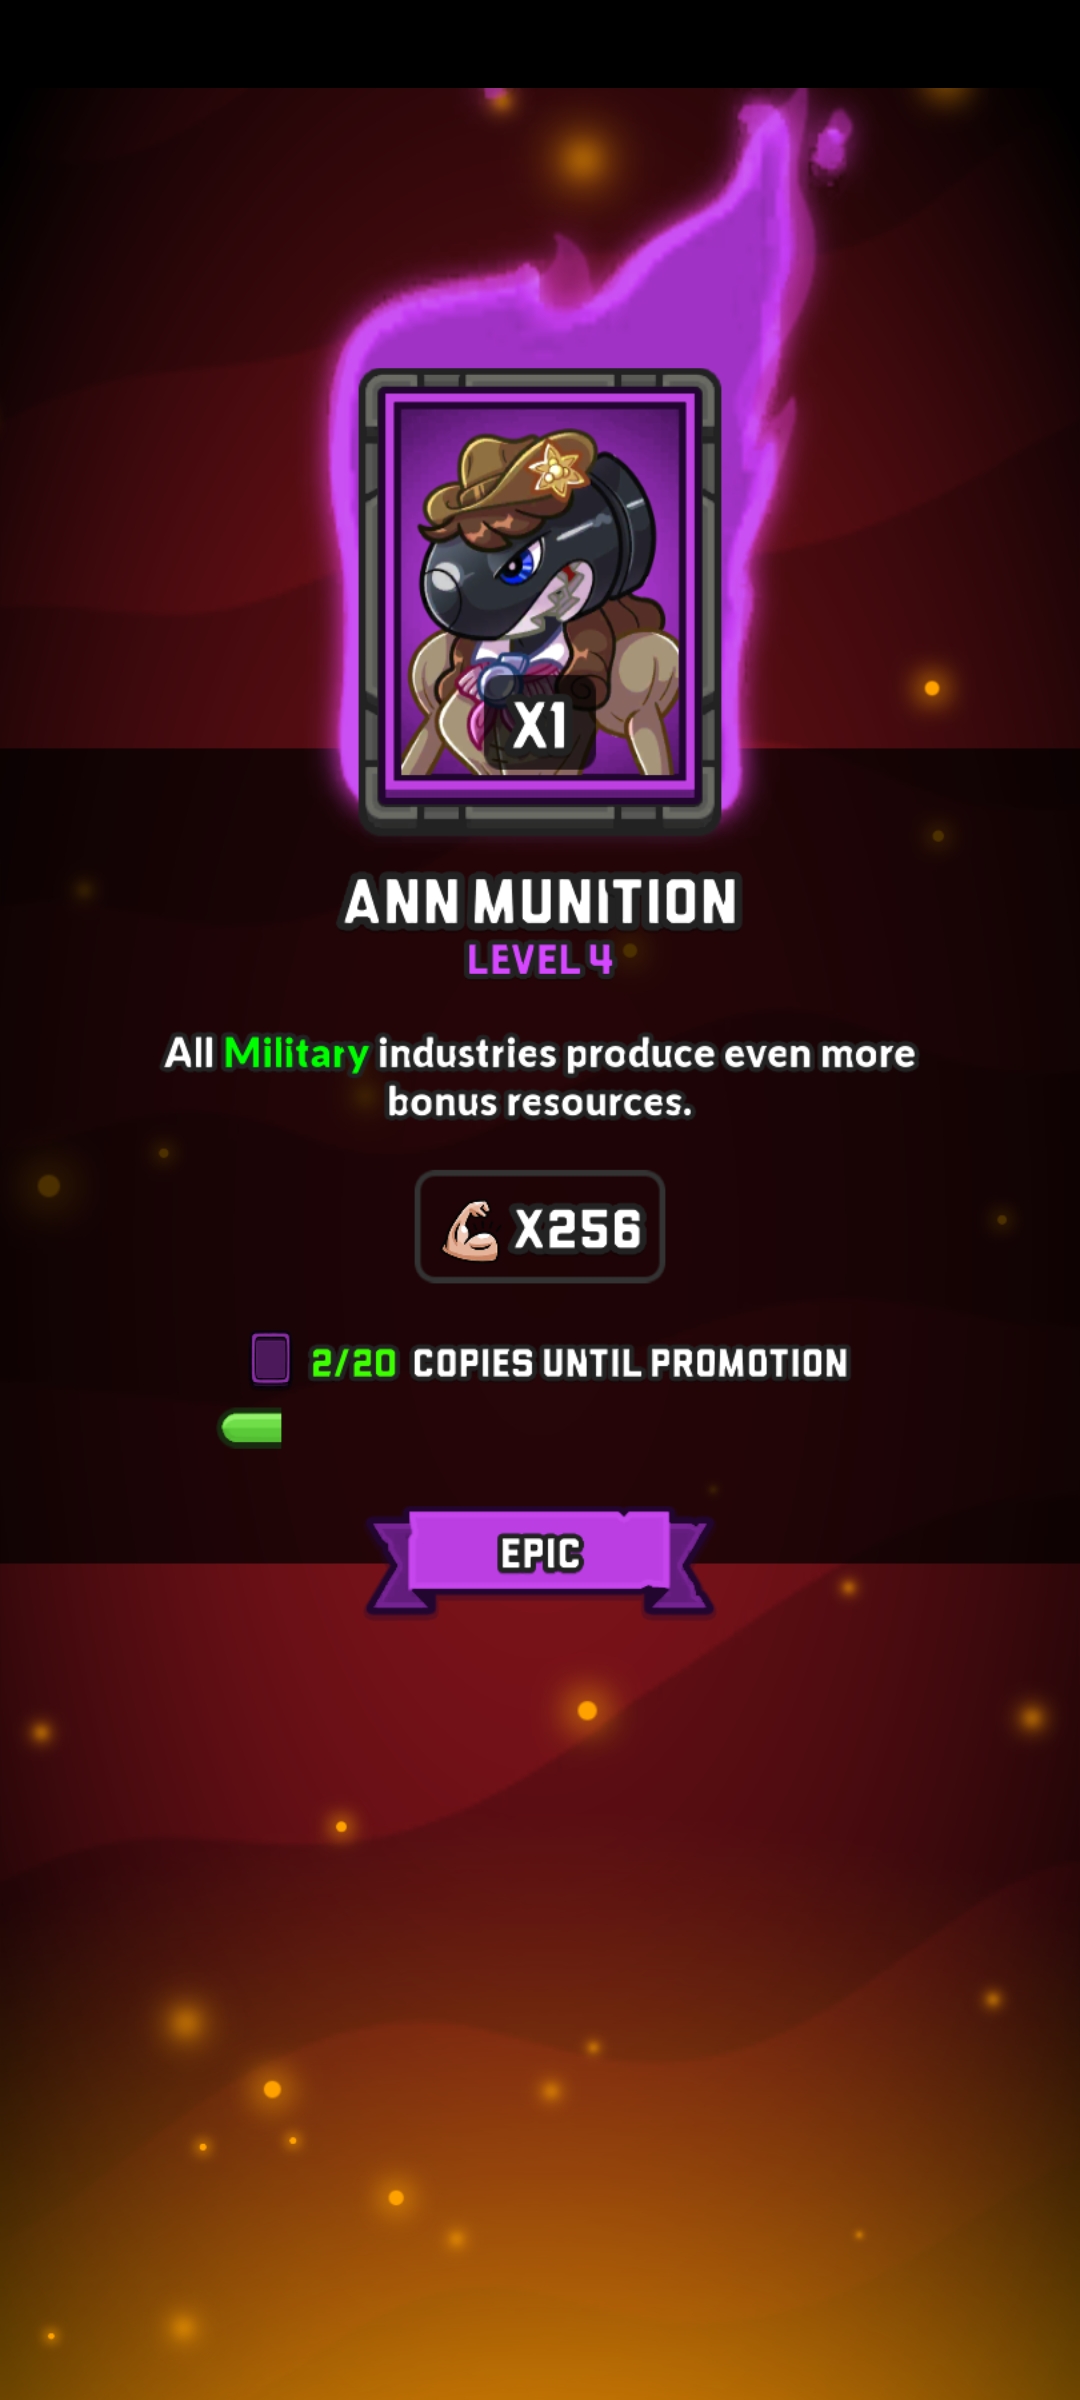 X1
ANN MUNITION
LEVEL 4
All Military industries produce even more
bonus resources.
X256
2/20 COPIES UNTIL PROMOTION
EPIC